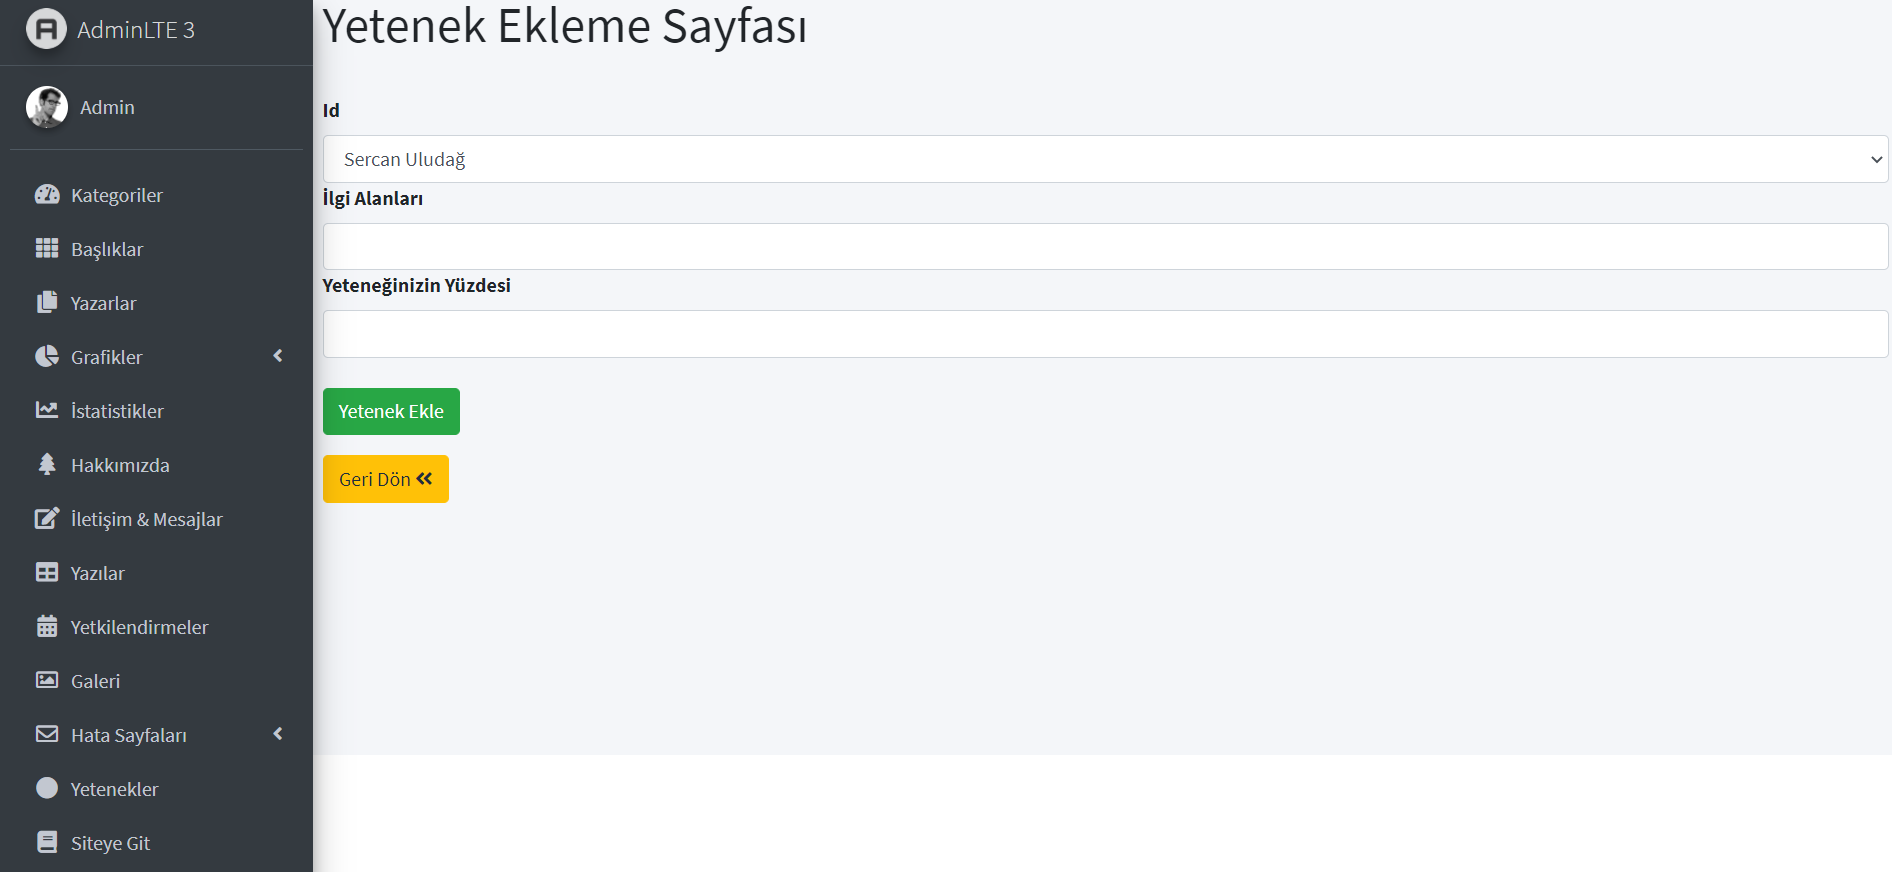 AdminLTE 3
Admin
Kategoriler
Başlıklar
Yazarlar
Grafikler
İstatistikler
Hakkımızda
İletişim & Mesajlar
Yazılar
Yetkilendirmeler
Galeri
Hata Sayfaları
Yetenekler
Siteye Git
Yetenek Ekleme Sayfası
Id
Sercan Uludağ
İlgi Alanları
Yeteneğinizin Yüzdesi
Yetenek Ekle
Geri Dön